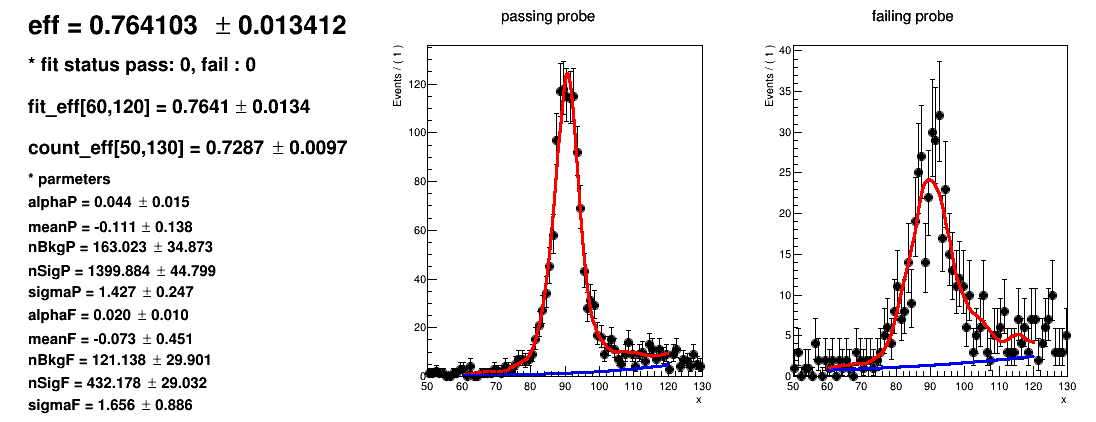 eff = 0.764103 ± 0.013412
* fit status pass: 0, fail : 0
fit_eff[60,120] = 0.7641 ± 0.0134
count_eff[50,130] = 0.7287 ± 0.0097
* parmeters
alphaP = 0.044 ± 0.015
meanP = -0.111 ± 0.138
nBkgP = 163.023 ± 34.873
nSigP = 1399.884 ± 44.799
sigmaP = 1.427 ± 0.247
alphaF = 0.020 ± 0.010
meanF = -0.073 ± 0.451
nBkgF = 121.138 ± 29.901
nSigF = 432.178 ± 29.032
sigmaF = 1.656 ± 0.886
passing probe
Events / ( 1 )
120
100
80
60
40
20
0
50 60 70 80 90 100 110 120 130
x
failing probe
Events / ( 1 )
40
35
30
25
20
15
10
5
0
50 60 70 80 90 100 110 120 130
x